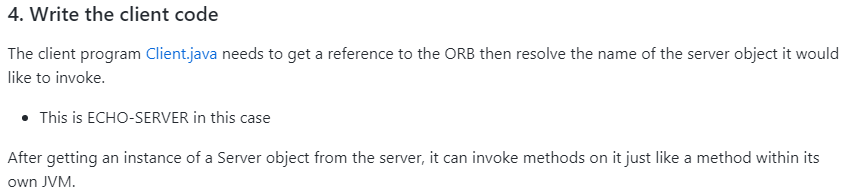 4. Write the client code
The client program Client.java needs to get a reference to the ORB then resolve the name of the server object it would
like to invoke.
• This is ECHO-SERVER in this case
After getting an instance of a Server object from the server, it can invoke methods on it just like a method within its
own JVM.